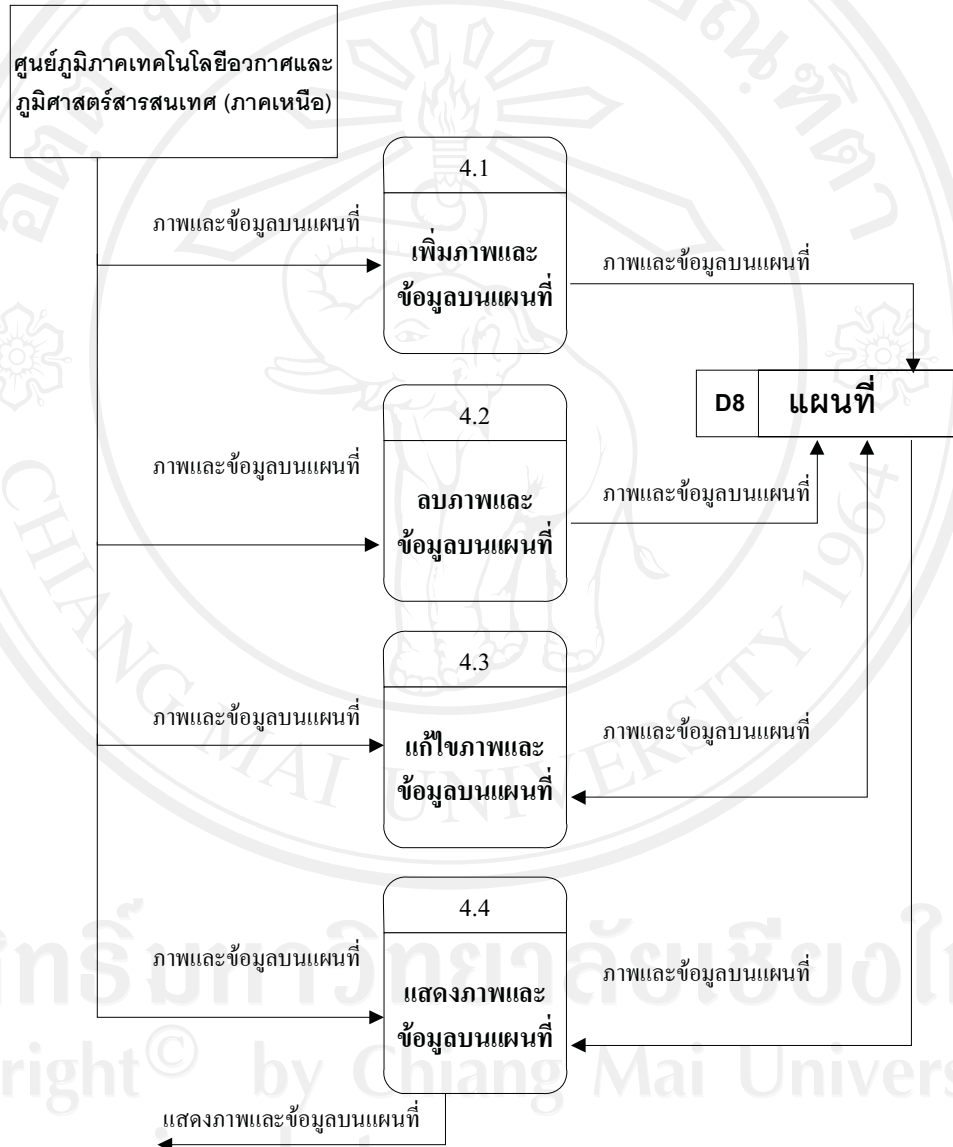 ศูนย์ภูมิภาคเทคโนโลยีอวกาศและ
ภูมิศาสตร์สารสนเทศ (ภาคเหนือ)
4.1
ภาพและข้อมูลบนแผนที่
เพิ่มภาพและ
ข้อมูลบนแผนที่
ภาพและข้อมูลบนแผนที่
D8 แผนที่
4.2
ภาพและข้อมูลบนแผนที่
ลบภาพและ
ข้อมูลบนแผนที่
ภาพและข้อมูลบนแผนที่
4.3
ภาพและข้อมูลบนแผนที่
แก้ไขภาพและ
ข้อมูลบนแผนที่
ภาพและข้อมูลบนแผนที่
4.4
ภาพและข้อมูลบนแผนที่
แสดงภาพและ
ข้อมูลบนแผนที่
ภาพและข้อมูลบนแผนที่
แสดงภาพและข้อมูลบนแผนที่
CHIANG MAI UNIVERSITY 1964
by Chiang Mai